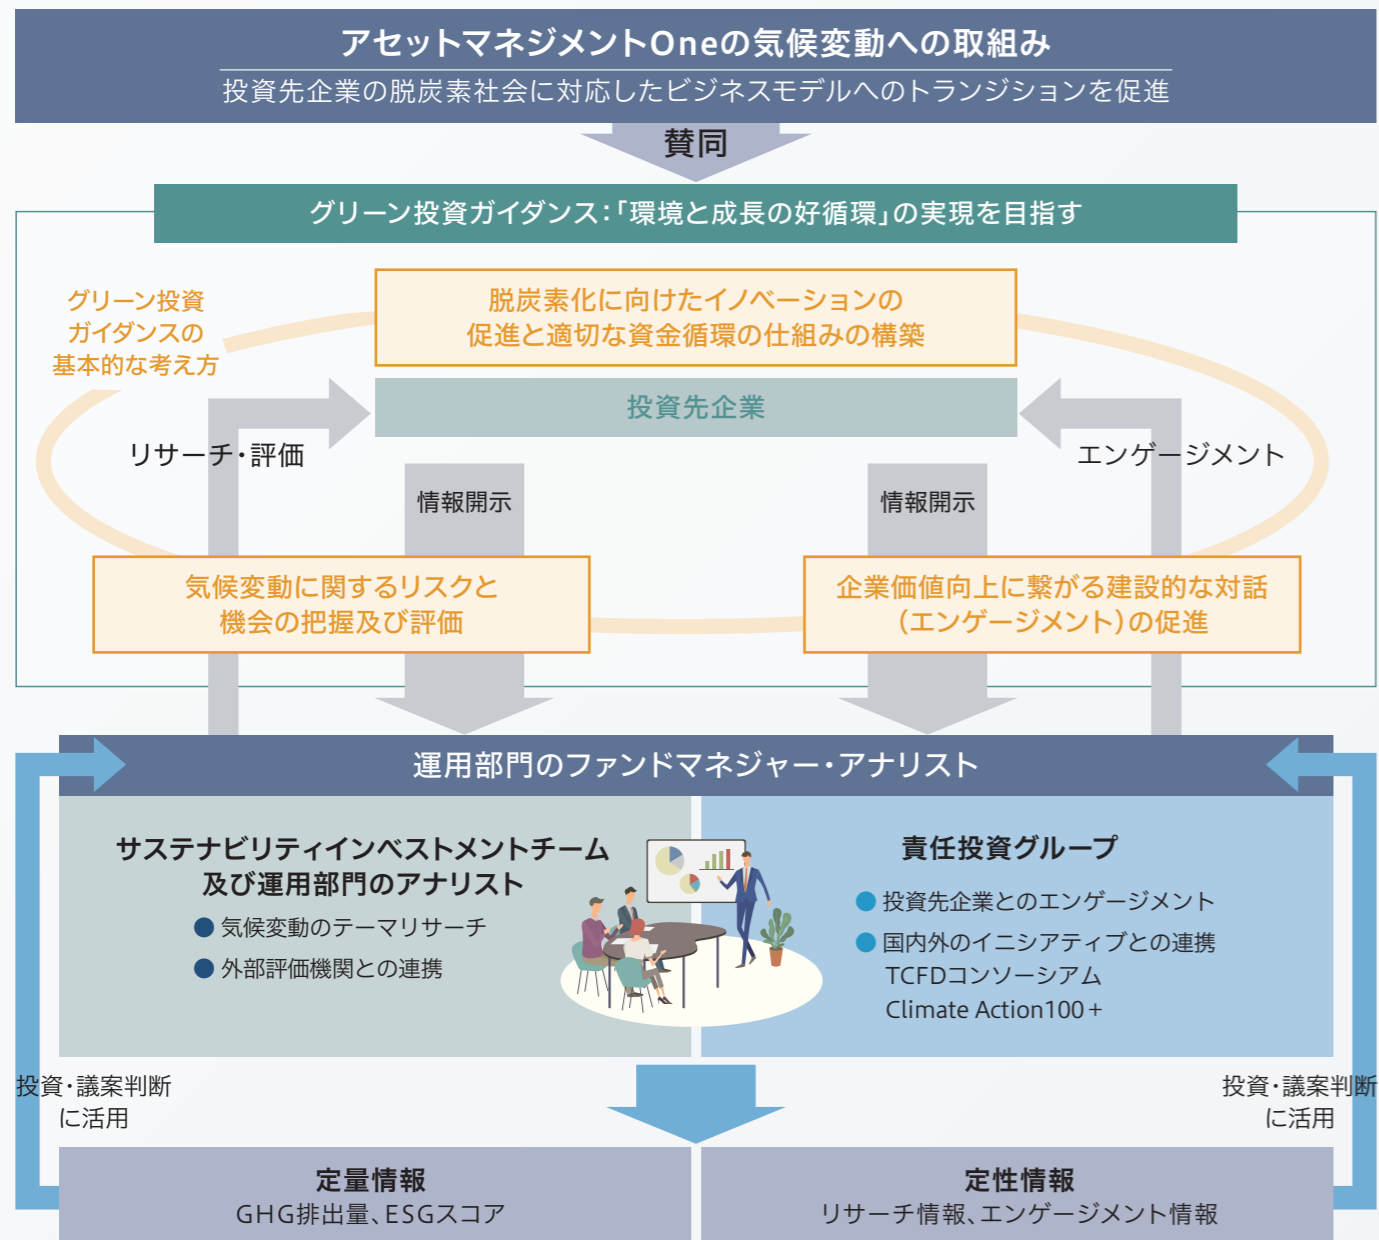 アセットマネジメントOneの気候変動への取組み
投資先企業の脱炭素社会に対応したビジネスモデルへのトランジションを促進
賛同
グリーン投資ガイダンス：「環境と成長の好循環」の実現を目指す
グリーン投資
ガイダンスの
基本的な考え方
脱炭素化に向けたイノベーションの
促進と適切な資金循環の仕組みの構築
投資先企業
リサーチ・評価
エンゲージメント
情報開示
情報開示
気候変動に関するリスクと
機会の把握及び評価
企業価値向上に繋がる建設的な対話
（エンゲージメント）の促進
運用部門のファンドマネジャー・アナリスト
サステナビリティインベストメントチーム
及び運用部門のアナリスト
● 気候変動のテーマリサーチ
● 外部評価機関との連携
責任投資グループ
● 投資先企業とのエンゲージメント
● 国内外のイニシアティブとの連携
TCFDコンソーシアム
Climate Action100+
投資・議案判断
に活用
投資・議案判断
に活用
定量情報
GHG排出量、ESGスコア
定性情報
リサーチ情報、エンゲージメント情報